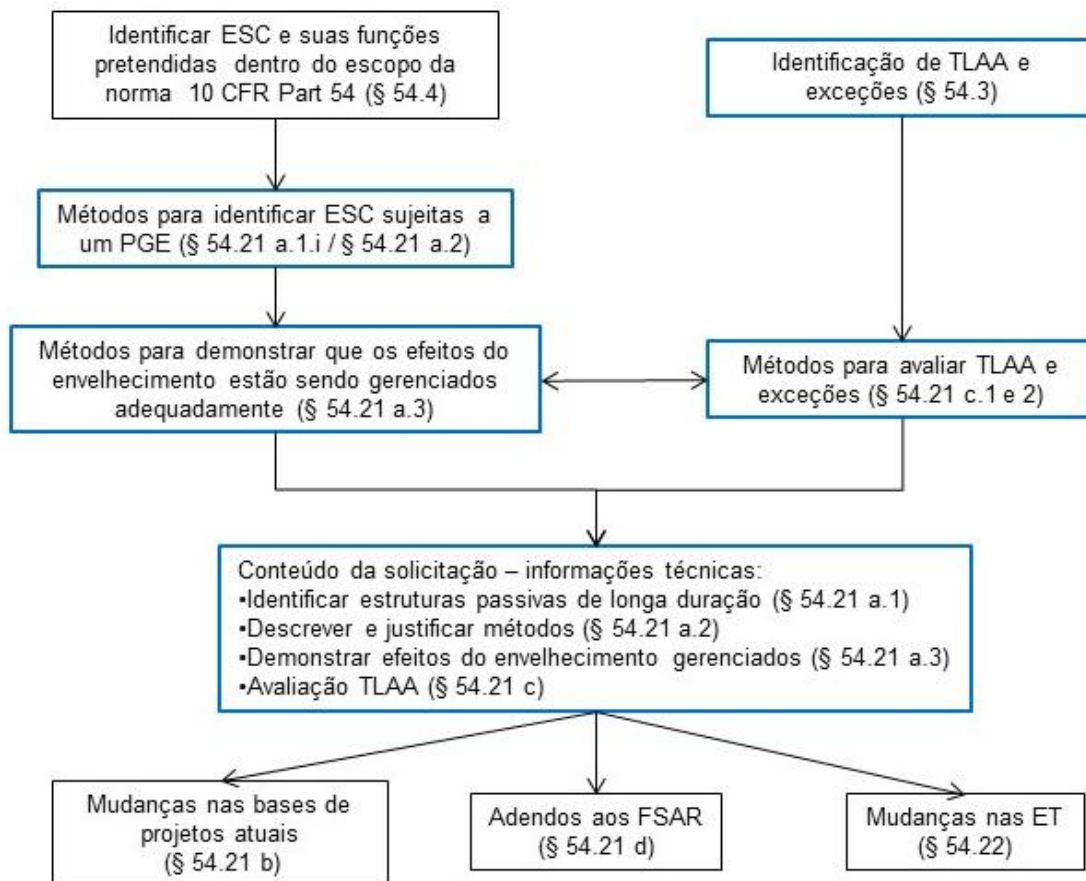 Identificar ESC e suas funções
pretendidas dentro do escopo da
norma 10 CFR Part 54 (§ 54.4)
Identificação de TLAA e
exceções (§ 54.3)
Métodos para identificar ESC sujeitas a
um PGE (§ 54.21 a.1.i / § 54.21 a.2)
Métodos para demonstrar que os efeitos do
envelhecimento estão sendo gerenciados
adequadamente (§ 54.21 a.3)
Métodos para avaliar TLAA e
exceções (§ 54.21 c.1 e 2)
Conteúdo da solicitação – informações técnicas:
•Identificar estruturas passivas de longa duração (§ 54.21 a.1)
•Descrever e justificar métodos (§ 54.21 a.2)
•Demonstrar efeitos do envelhecimento gerenciados (§ 54.21 a.3)
•Avaliação TLAA (§ 54.21 c)
Mudanças nas bases de
projetos atuais
(§ 54.21 b)
Adendos aos FSAR
(§ 54.21 d)
Mudanças nas ET
(§ 54.22)